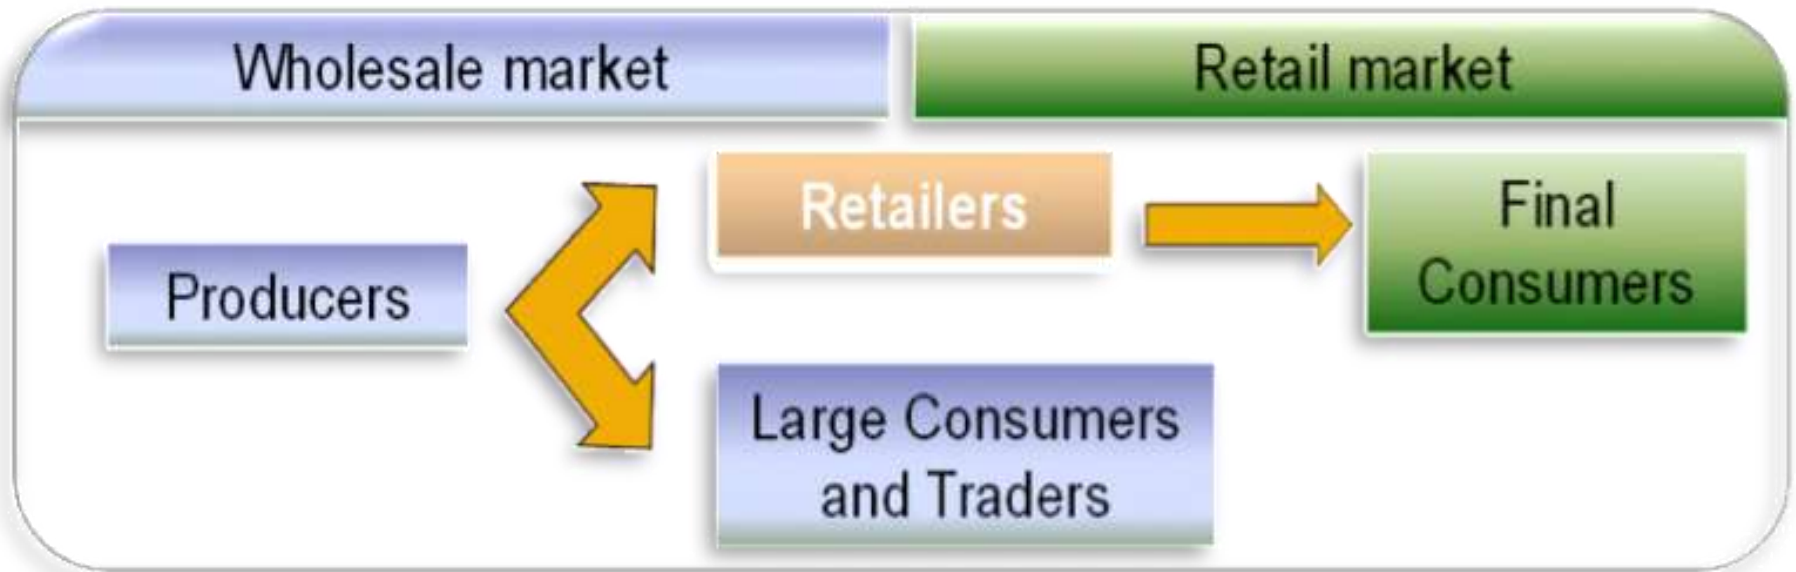 Wholesale market
Retail market
Retailers
Final
Consumers
Producers
Large Consumers
and Traders